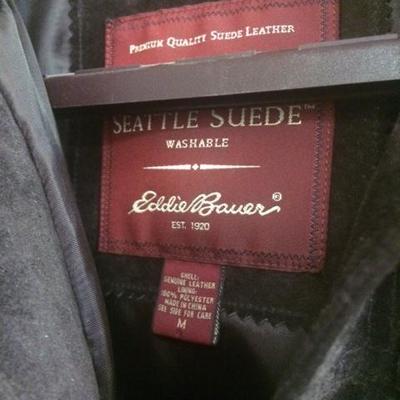 PREMIUM QUALITY SUEDE LEATHER
SEATTLE SUEDE™
WASHABLE
Eddie Bauer®
EST. 1920
SHELL:
GENUINE LEATHER
LINING:
100% POLYESTER
MADE IN CHINA
SEE SIDE FOR CARE
M